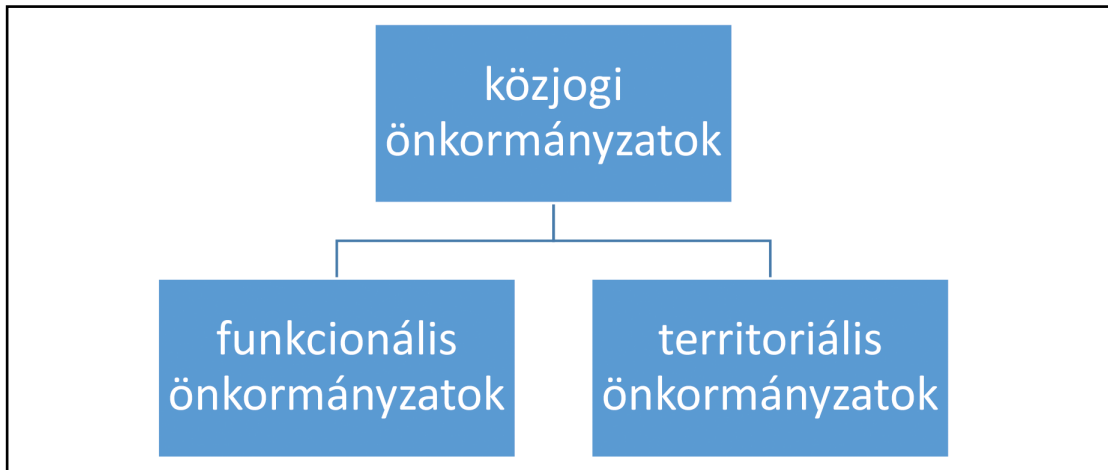 közjogi
önkormányzatok
funkcionális
önkormányzatok
territoriális
önkormányzatok